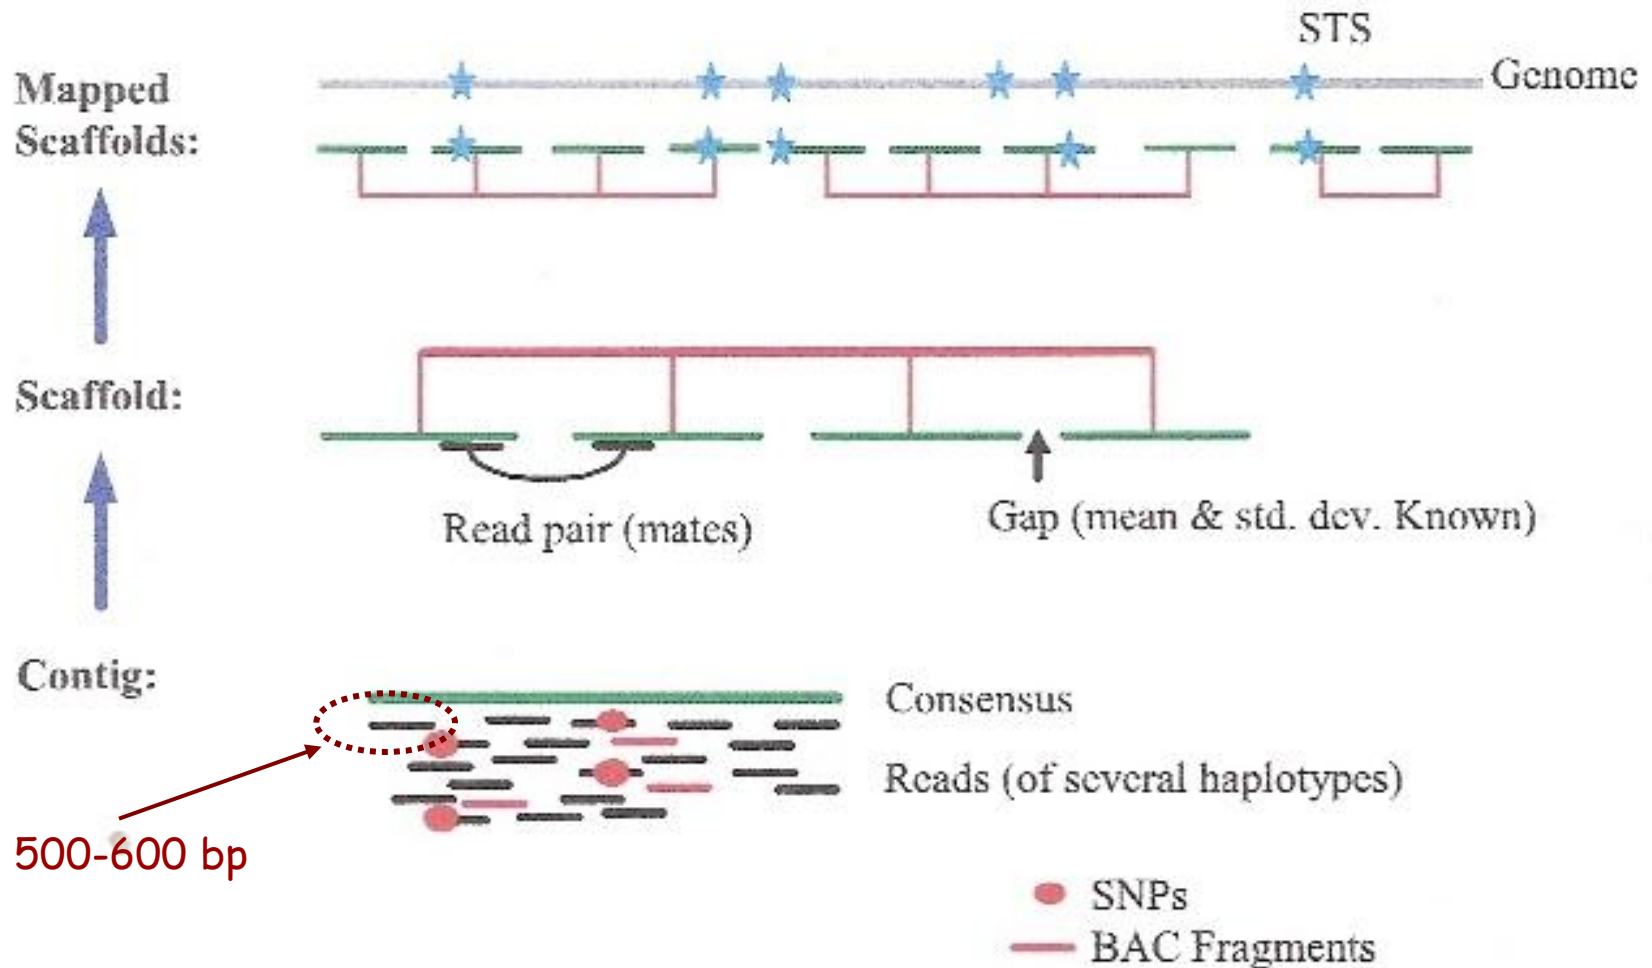 STS
Mapped
Scaffolds:
Genome
Scaffold:
Read pair (mates)
Gap (mean & std. dev. Known)
Contig:
Consensus
Reads (of several haplotypes)
500-600 bp
SNPs
BAC Fragments